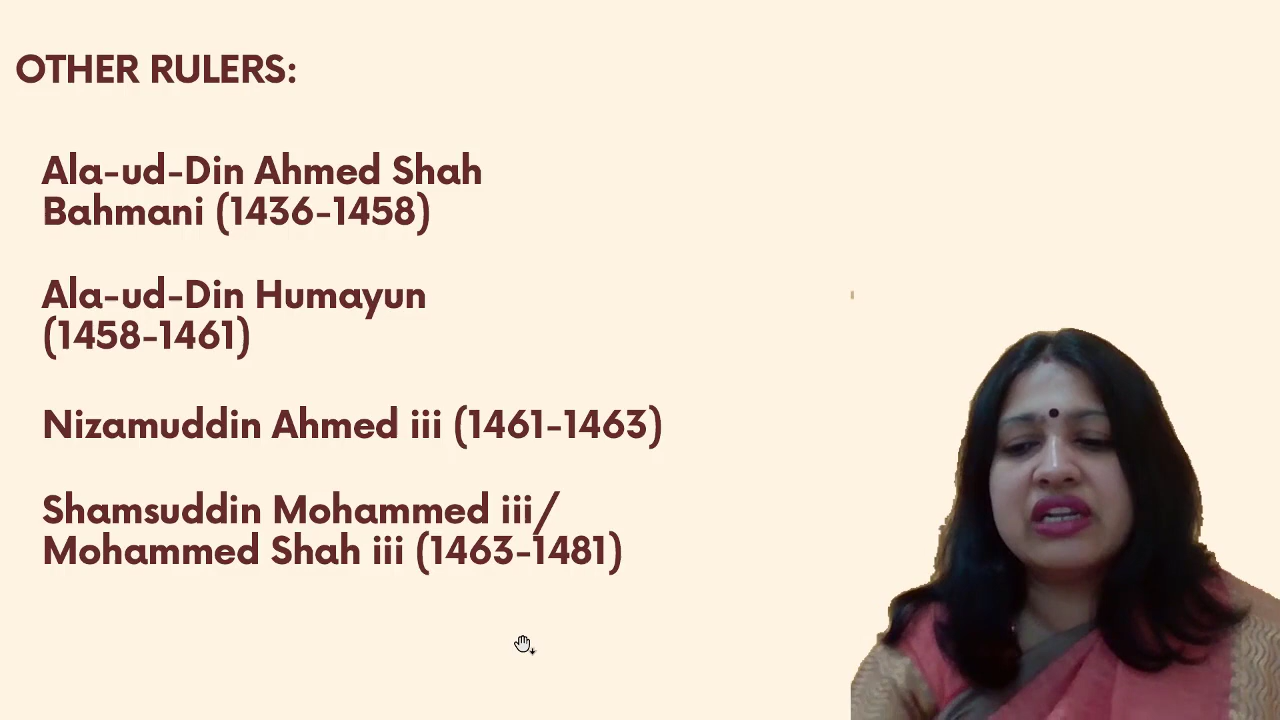 OTHER RULERS:
Ala-ud-Din Ahmed Shah
Bahmani (1436-1458)
Ala-ud-Din Humayun
(1458-1461)
Nizamuddin Ahmed iii (1461-1463)
Shamsuddin Mohammed iii/
Mohammed Shah iii (1463-1481)